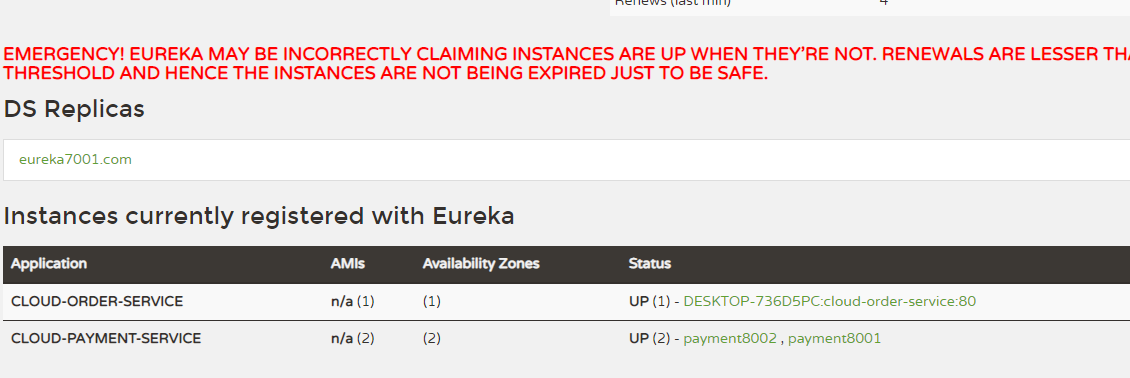 Renews (last min) 4
EMERGENCY! EUREKA MAY BE INCORRECTLY CLAIMING INSTANCES ARE UP WHEN THEY'RE NOT. RENEWALS ARE LESSER
THRESHOLD AND HENCE THE INSTANCES ARE NOT BEING EXPIRED JUST TO BE SAFE.
DS Replicas
eureka7001.com
Instances currently registered with Eureka
Application AMIs Availability Zones Status
CLOUD-ORDER-SERVICE n/a (1) (1) UP (1) - DESKTOP-736D5PC:cloud-order-service:80
CLOUD-PAYMENT-SERVICE n/a (2) (2) UP (2) - payment8002 , payment8001